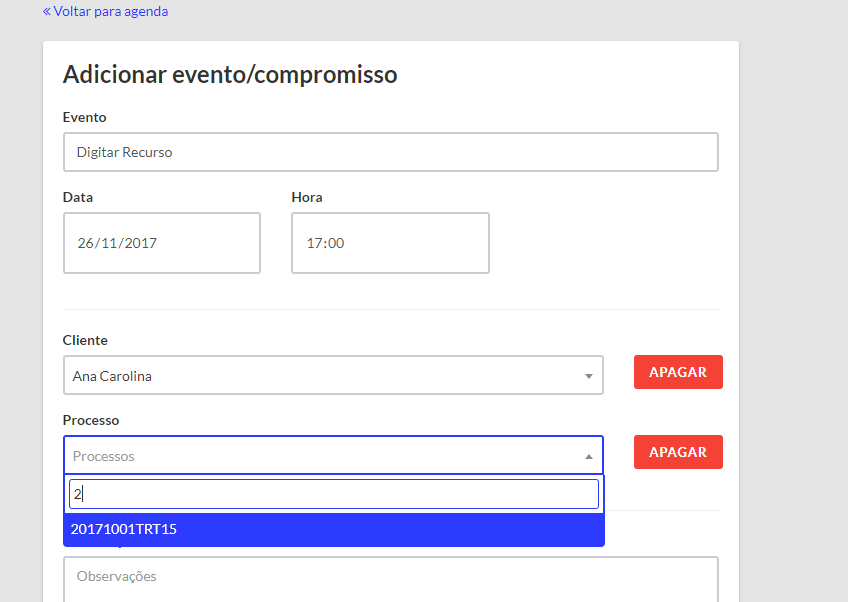 « Voltar para agenda
Adicionar evento/compromisso
Evento
Digitar Recurso
Data Hora
26/11/2017 17:00
Cliente
Ana Carolina APAGAR
Processo
Processos APAGAR
2
20171001TRT15
Observações